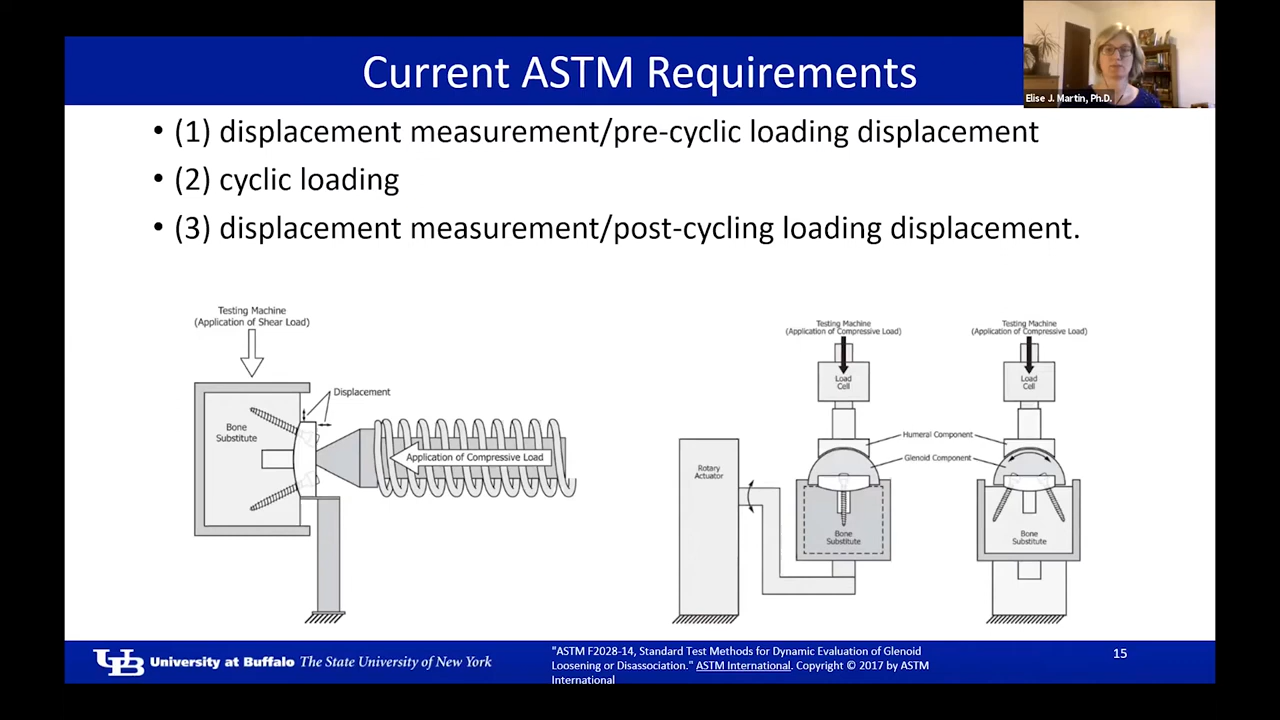 Current ASTM Requirements
Elise J. Martin, Ph.D.
• (1) displacement measurement/pre-cyclic loading displacement
• (2) cyclic loading
• (3) displacement measurement/post-cycling loading displacement.
Testing Machine
(Application of Shear Load)
Displacement
Bone
Substitute
Application of Compressive Load
Testing Machine
(Application of Compressive Load)
Load
Cell
Testing Machine
(Application of Compressive Load)
Load
Cell
Humeral Component
Glenoid Component
Rotary
Actuator
Bone
Substitute
Bone
Substitute
UB University at Buffalo The State University of New York
"ASTM F2028-14, Standard Test Methods for Dynamic Evaluation of Glenoid
Loosening or Disassociation." ASTM International. Copyright © 2017 by ASTM
International
15